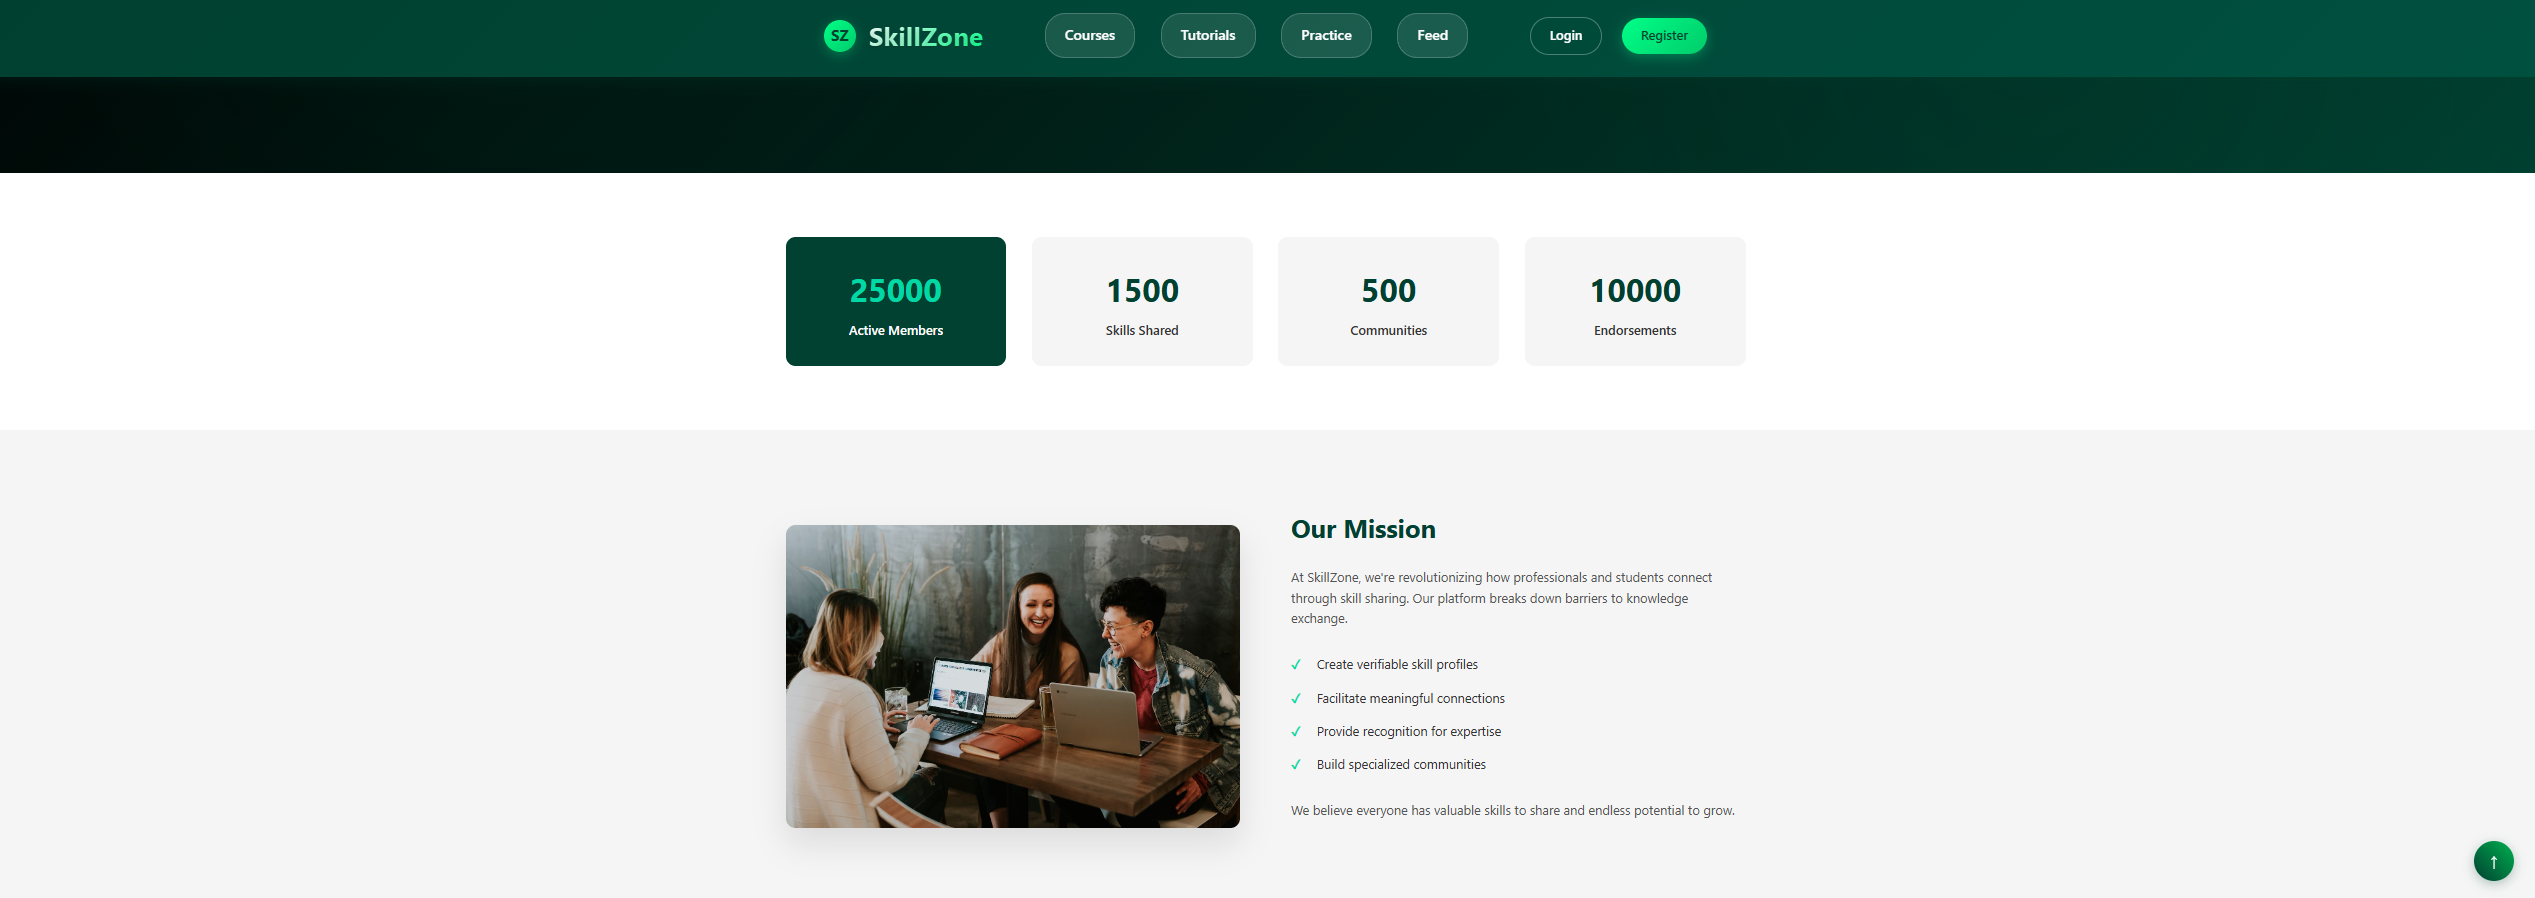 SZ SkillZone Courses Tutorials Practice Feed Login Register
25000 1500 500 10000
Active Members Skills Shared Communities Endorsements
Our Mission
At SkillZone, we're revolutionizing how professionals and students connect
through skill sharing. Our platform breaks down barriers to knowledge
exchange.
✓ Create verifiable skill profiles
✓ Facilitate meaningful connections
✓ Provide recognition for expertise
✓ Build specialized communities
We believe everyone has valuable skills to share and endless potential to grow.
↑